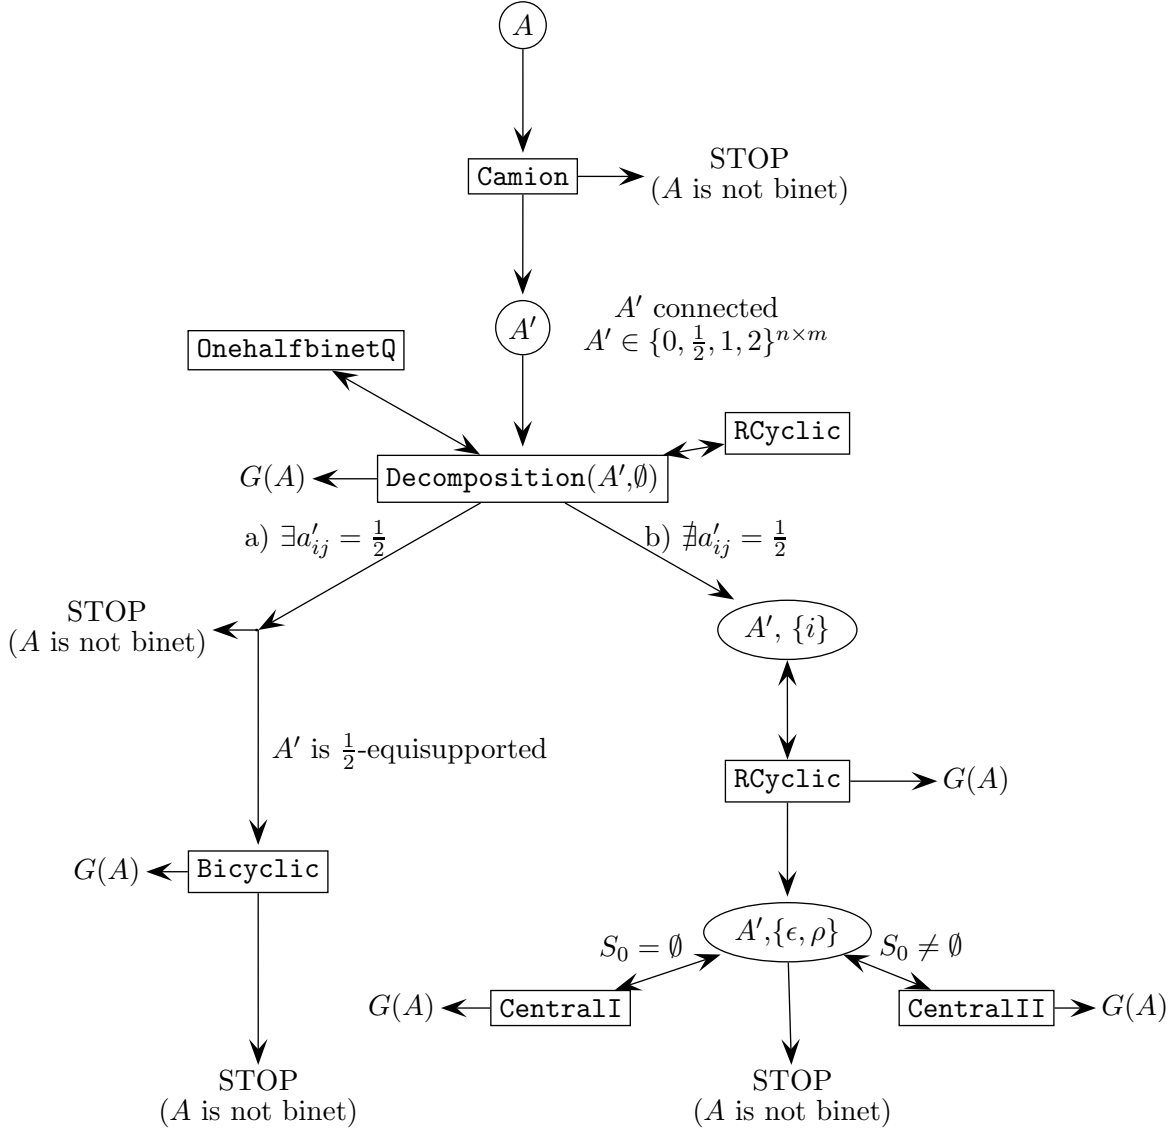 A
Camion
STOP
(A is not binet)
A′
A′ connected
A′ ∈ {0, 1/2, 1, 2}^{n×m}
OnehalfbinetQ
RCyclic
Decomposition(A′,∅)
G(A)
a) ∃a′_{ij} = 1/2
b) ∄a′_{ij} = 1/2
STOP
(A is not binet)
A′, {i}
A′ is 1/2-equisupported
RCyclic
G(A)
Bicyclic
G(A)
A′,{ϵ, ρ}
S_0 = ∅
S_0 ≠ ∅
G(A)
CentralI
CentralII
G(A)
STOP
(A is not binet)
STOP
(A is not binet)